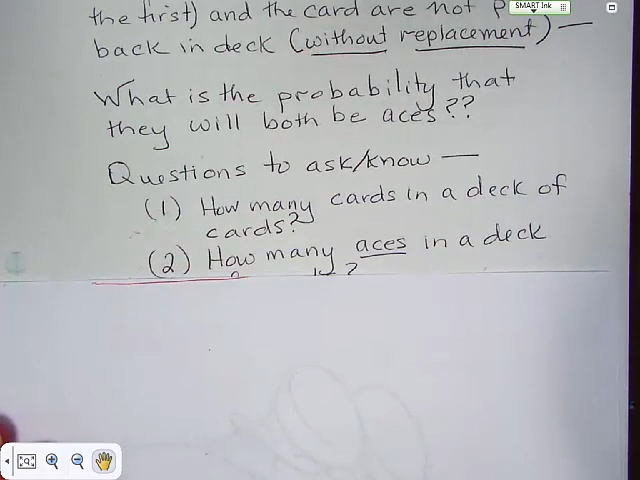 the first) and the card are not
SMART Ink
back in deck (without replacement) —
What is the probability that
they will both be aces??
Questions to ask/know —
(1) How many cards in a deck of
cards?
(2) How many aces in a deck